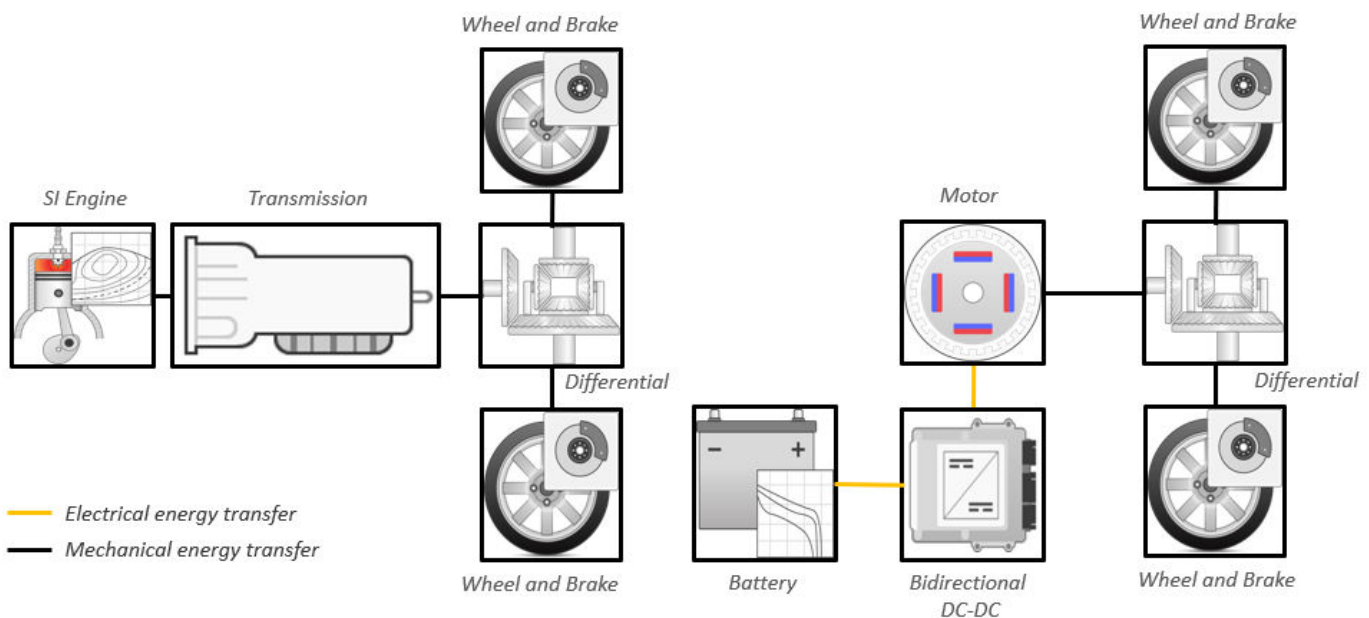 Wheel and Brake
Wheel and Brake
SI Engine
Transmission
Motor
Differential
Differential
− +
Electrical energy transfer
Mechanical energy transfer
Wheel and Brake
Battery
Bidirectional
DC-DC
Wheel and Brake